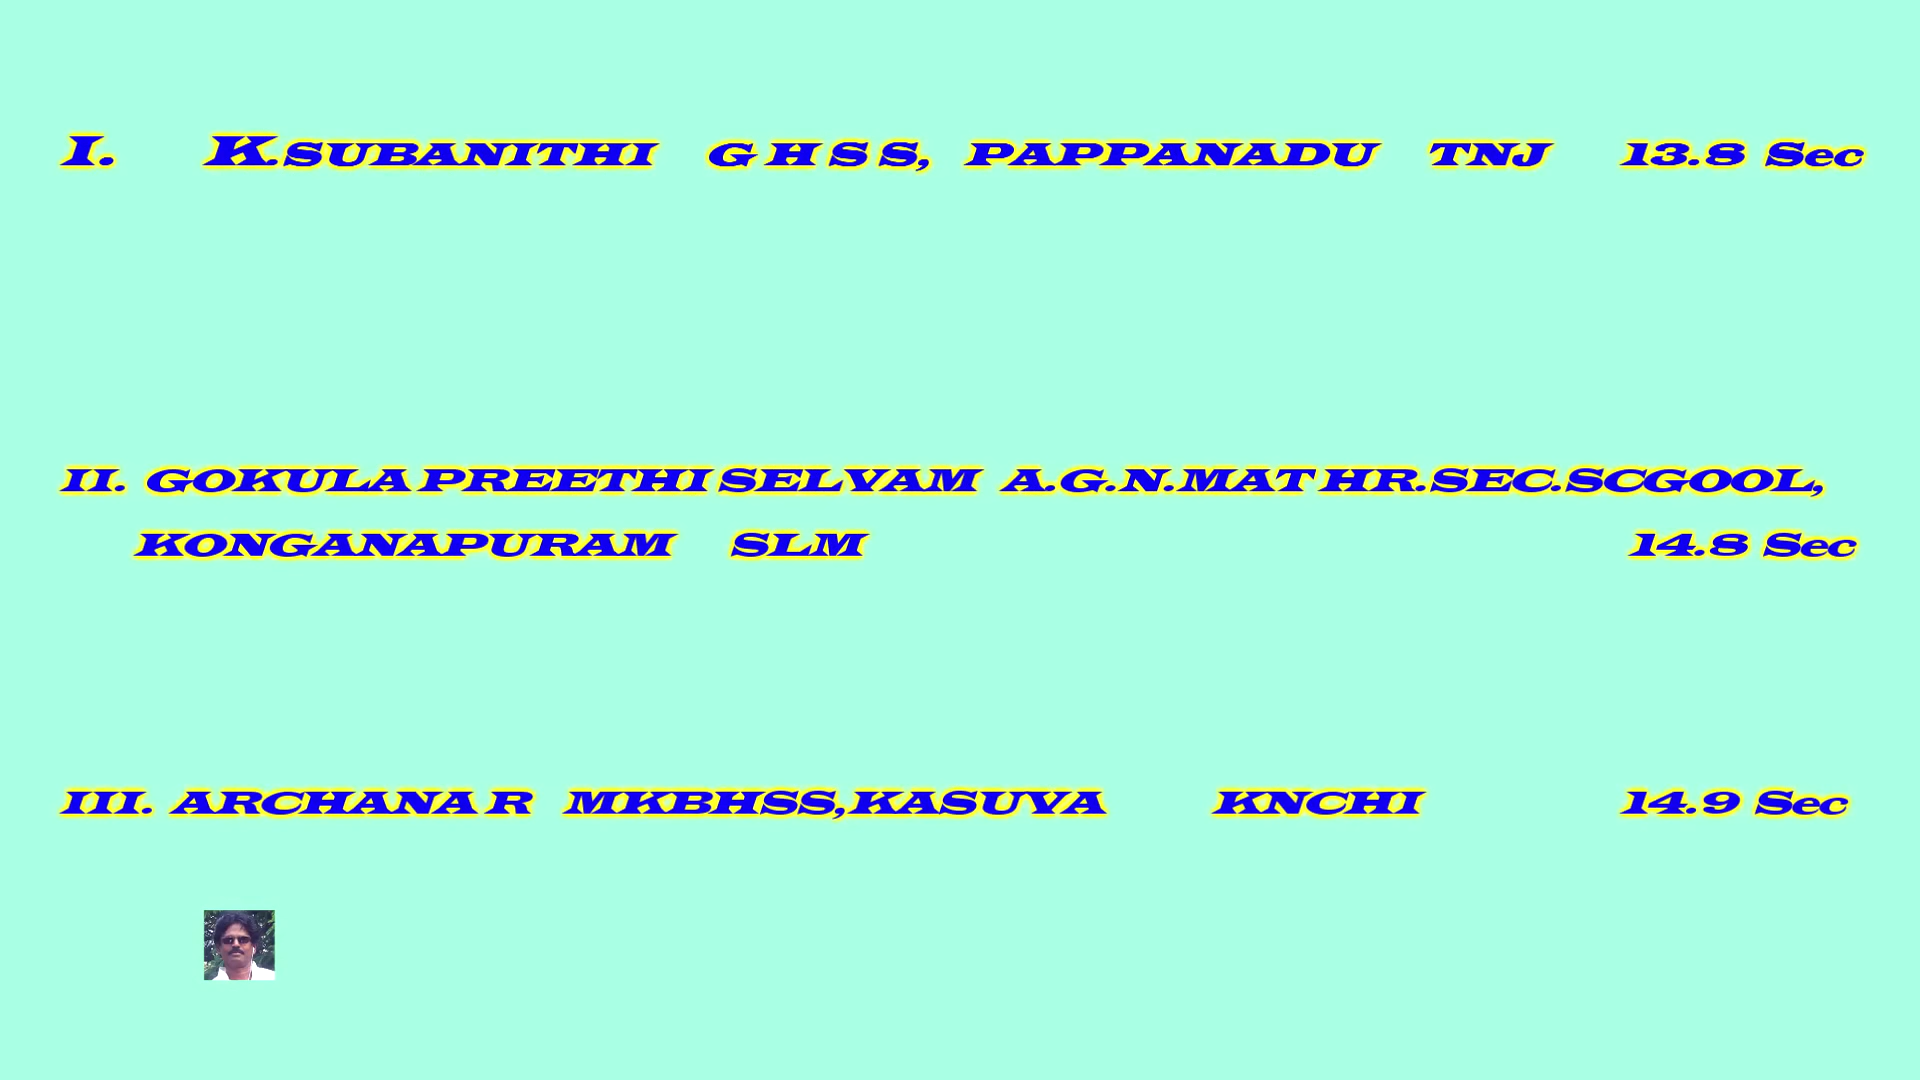 I. K.SUBANITHI G H S S, PAPPANADU TNJ 13.8 Sec
II. GOKULA PREETHI SELVAM A.G.N.MAT HR.SEC.SCGOOL,
KONGANAPURAM SLM 14.8 Sec
III. ARCHANA R MKBHSS,KASUVA KNCHI 14.9 Sec